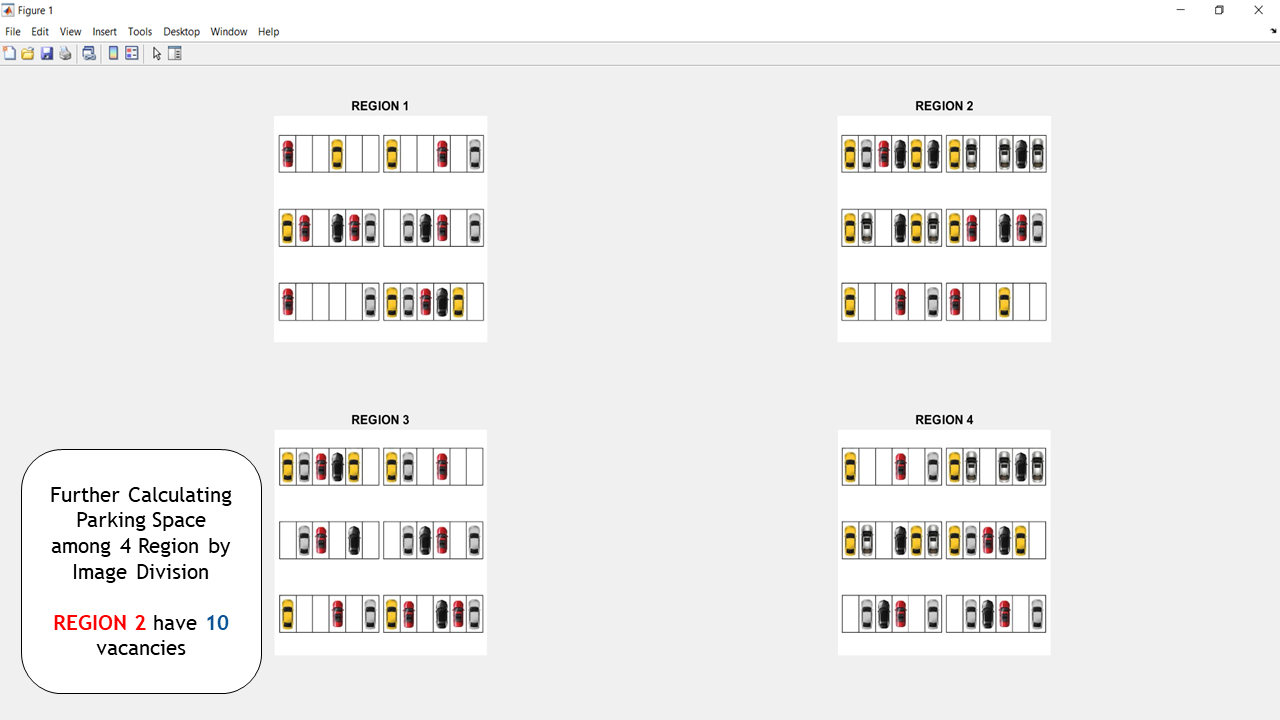 Figure 1
File Edit View Insert Tools Desktop Window Help
REGION 1
REGION 2
REGION 3
REGION 4
Further Calculating
Parking Space
among 4 Region by
Image Division
REGION 2 have 10
vacancies